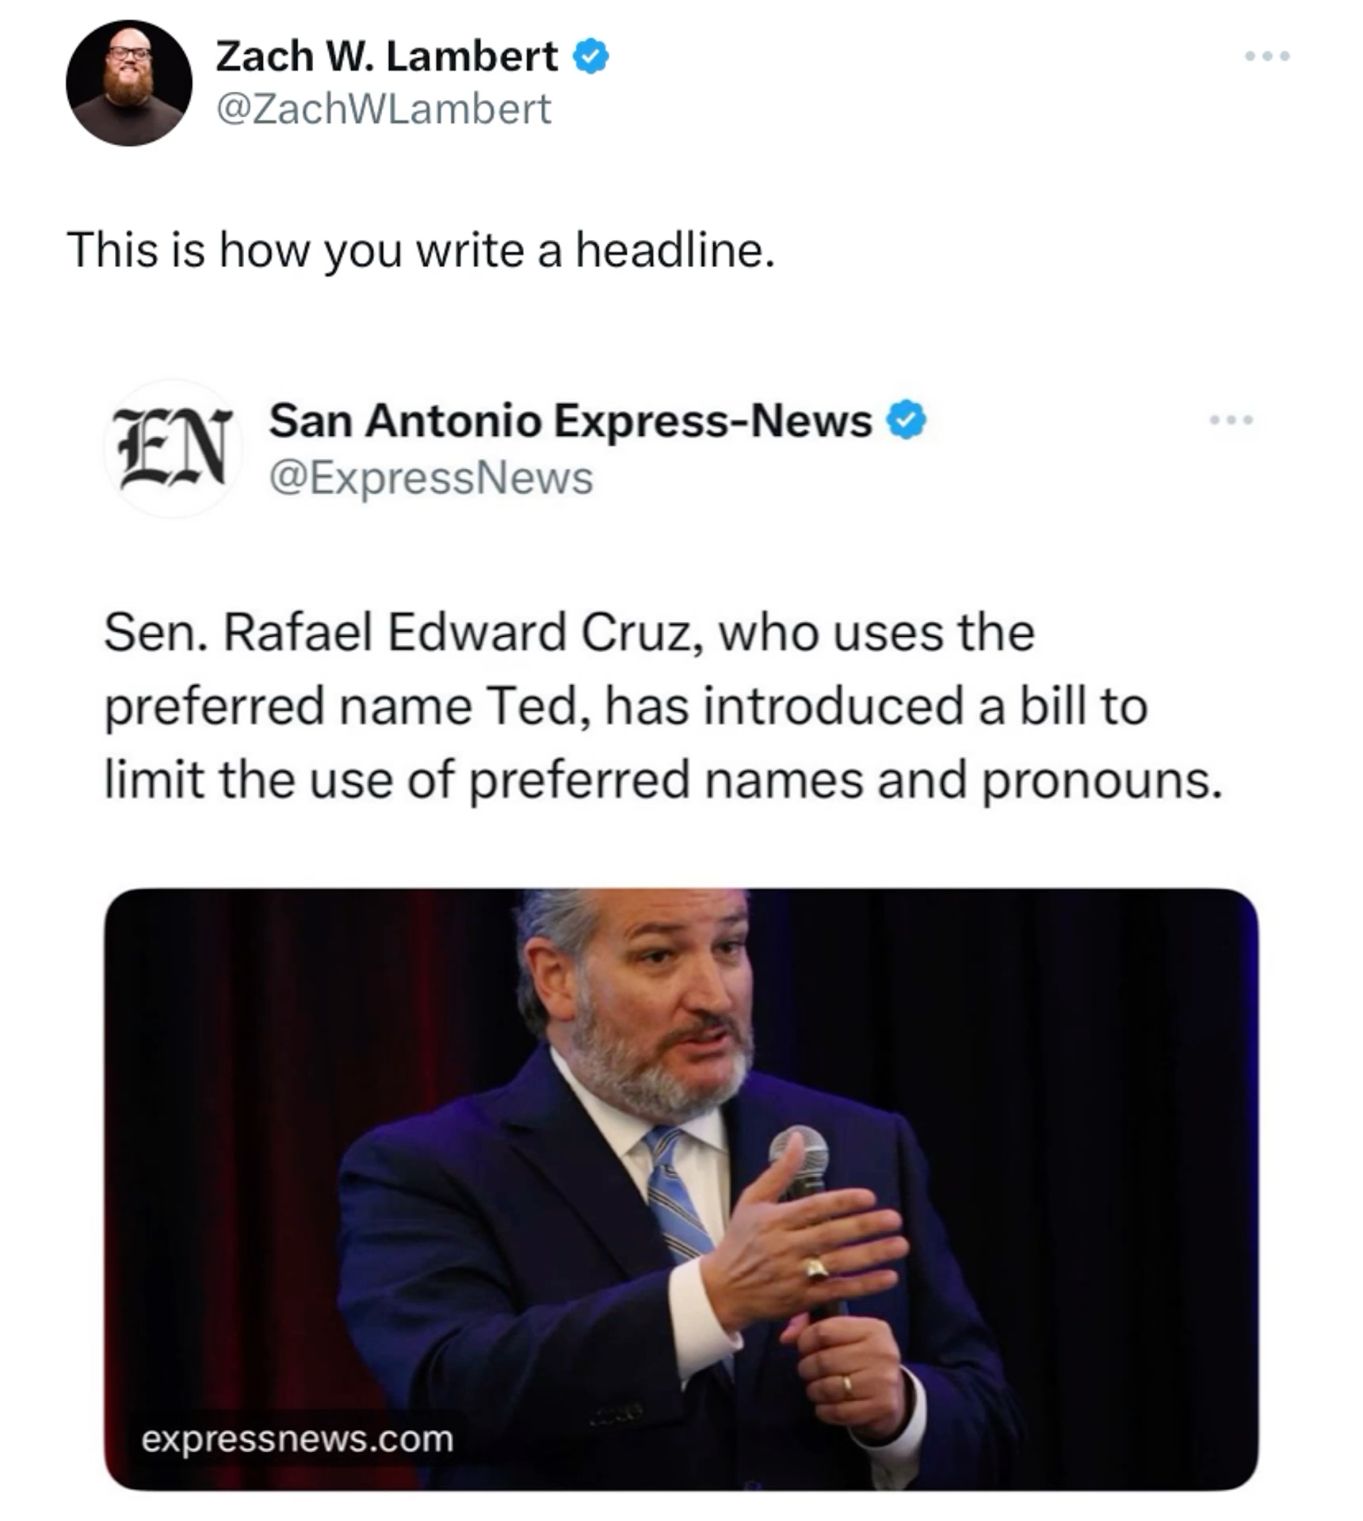 Zach W. Lambert
@ZachWLambert
This is how you write a headline.
EN
San Antonio Express-News
@ExpressNews
Sen. Rafael Edward Cruz, who uses the
preferred name Ted, has introduced a bill to
limit the use of preferred names and pronouns.
expressnews.com